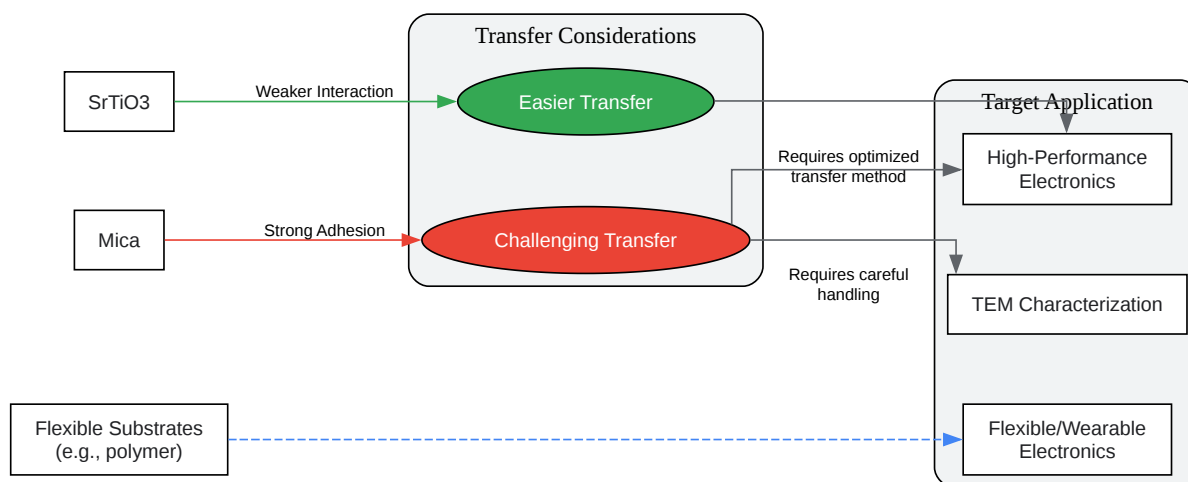 Transfer Considerations
SrTiO3
Weaker Interaction
Easier Transfer
Target Application
High-Performance
Electronics
Requires optimized
transfer method
Mica
Strong Adhesion
Challenging Transfer
Requires careful
handling
TEM Characterization
Flexible Substrates
(e.g., polymer)
Flexible/Wearable
Electronics